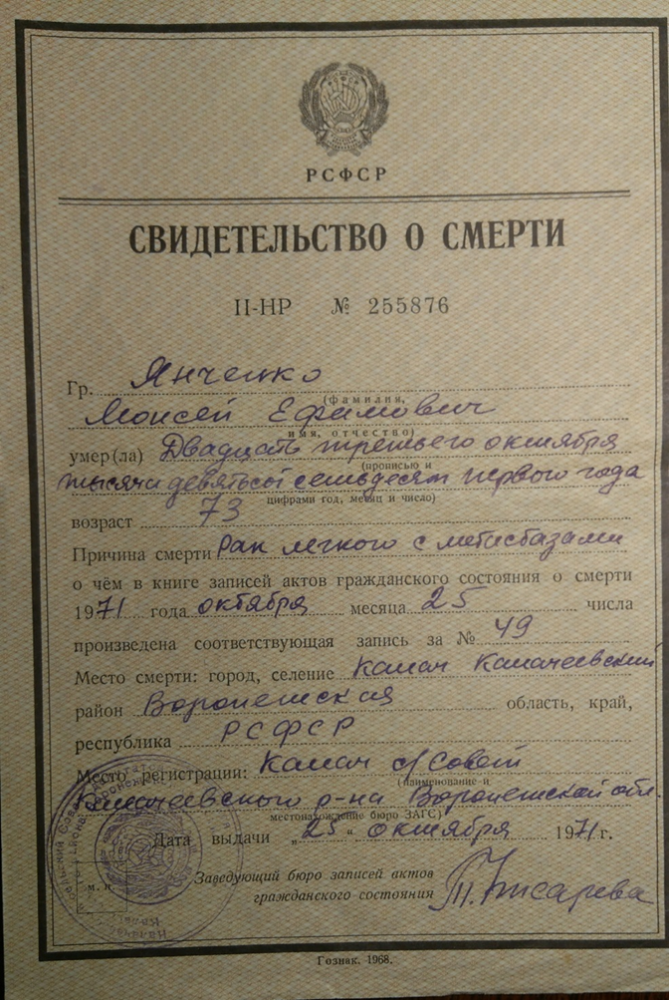 РСФСР
СВИДЕТЕЛЬСТВО О СМЕРТИ
II-НР № 255876
Гр. Янченко
(фамилия,
Моисей Ефимович
имя, отчество)
умер(ла) Двадцать третьего октября
(прописью и
тысяча девятьсот семьдесят первого года
цифрами год, месяц и число)
возраст 73
Причина смерти Рак легкого с метастазами
о чём в книге записей актов гражданского состояния о смерти
1971 года октября месяца 25 числа
произведена соответствующая запись за № 49
Место смерти: город, селение Калач Калачеевский
район Воронежская область, край,
республика РСФСР
Место регистрации: Калач с/Совет
(наименование и
Калачеевского р-на Воронежской обл.
местонахождение бюро ЗАГС)
Дата выдачи „25“ октября 1971 г.
М. П.
Заведующий бюро записей актов
гражданского состояния Т. Писарева
Гознак. 1968.